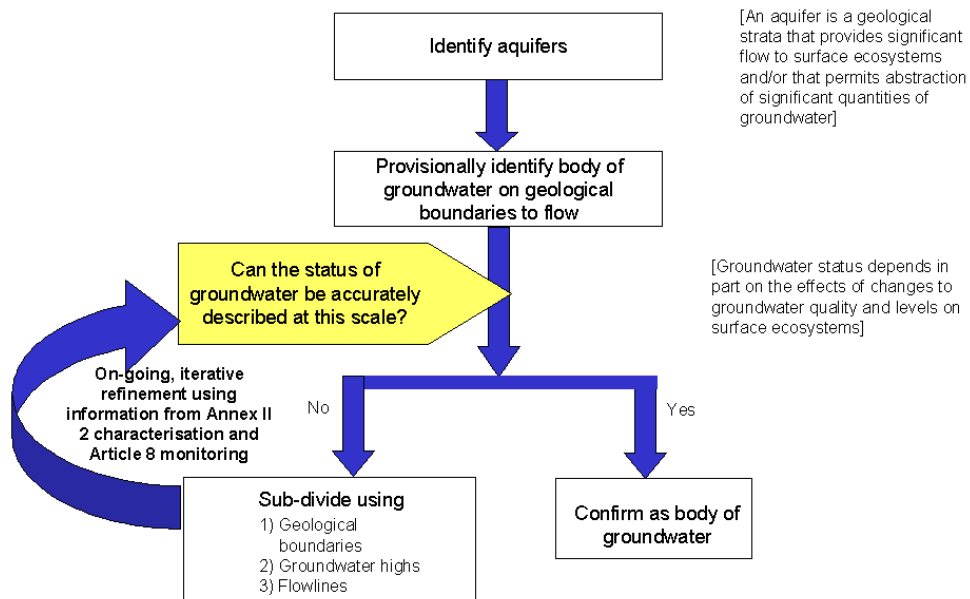 Identify aquifers
[An aquifer is a geological
strata that provides significant
flow to surface ecosystems
and/or that permits abstraction
of significant quantities of
groundwater]
Provisionally identify body of
groundwater on geological
boundaries to flow
Can the status of
groundwater be accurately
described at this scale?
[Groundwater status depends in
part on the effects of changes to
groundwater quality and levels on
surface ecosystems]
On-going, iterative
refinement using
information from Annex II
2 characterisation and
Article 8 monitoring
No
Yes
Sub-divide using
1) Geological
boundaries
2) Groundwater highs
3) Flowlines
Confirm as body of
groundwater